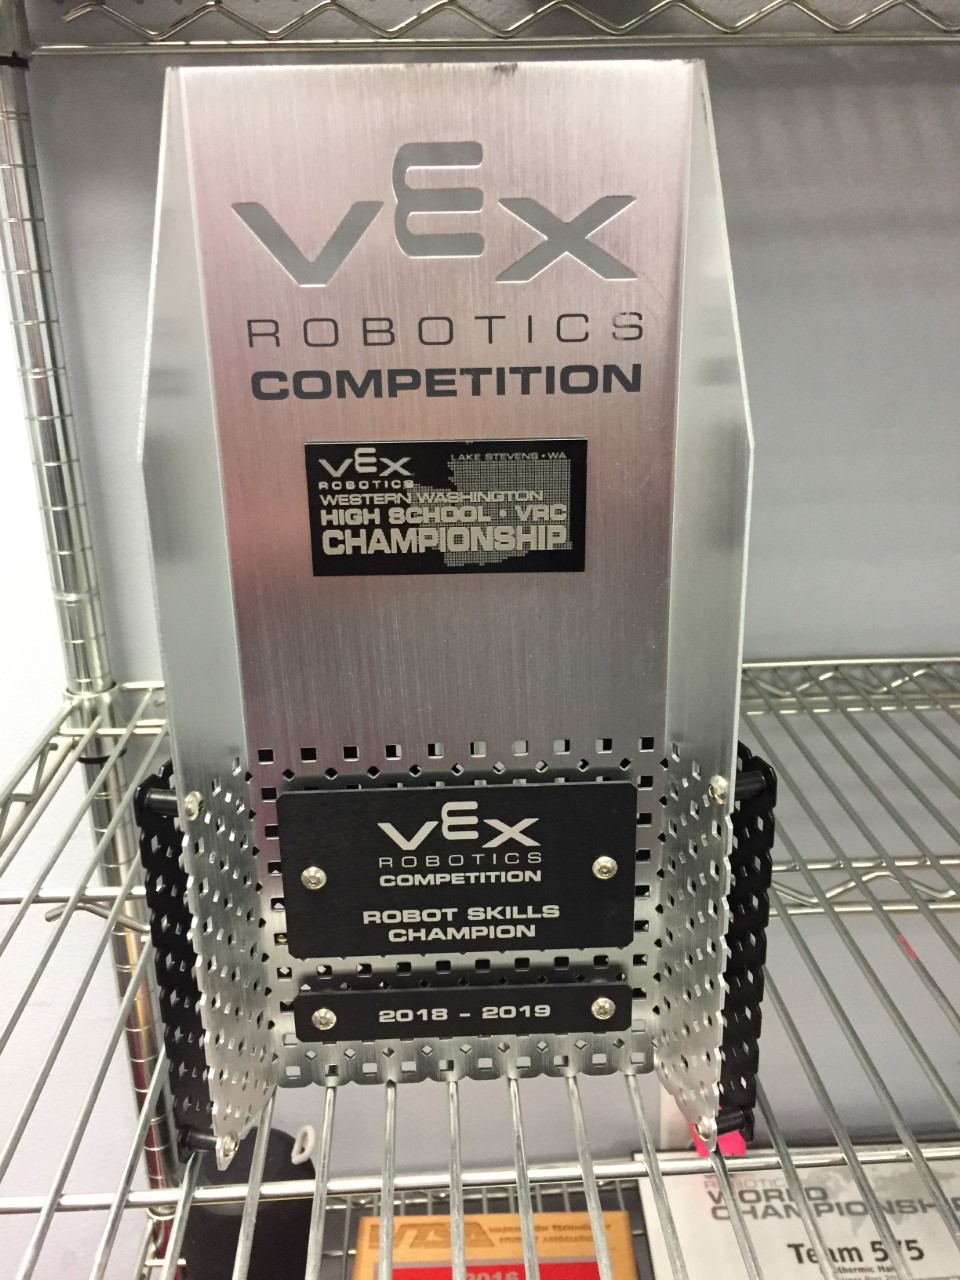 VEX
ROBOTICS
COMPETITION
VEX
ROBOTICS
LAKE STEVENS • WA
WESTERN WASHINGTON
HIGH SCHOOL • VRC
CHAMPIONSHIP
VEX
ROBOTICS
COMPETITION
ROBOT SKILLS
CHAMPION
2018 - 2019
WORLD
Team 575
2016